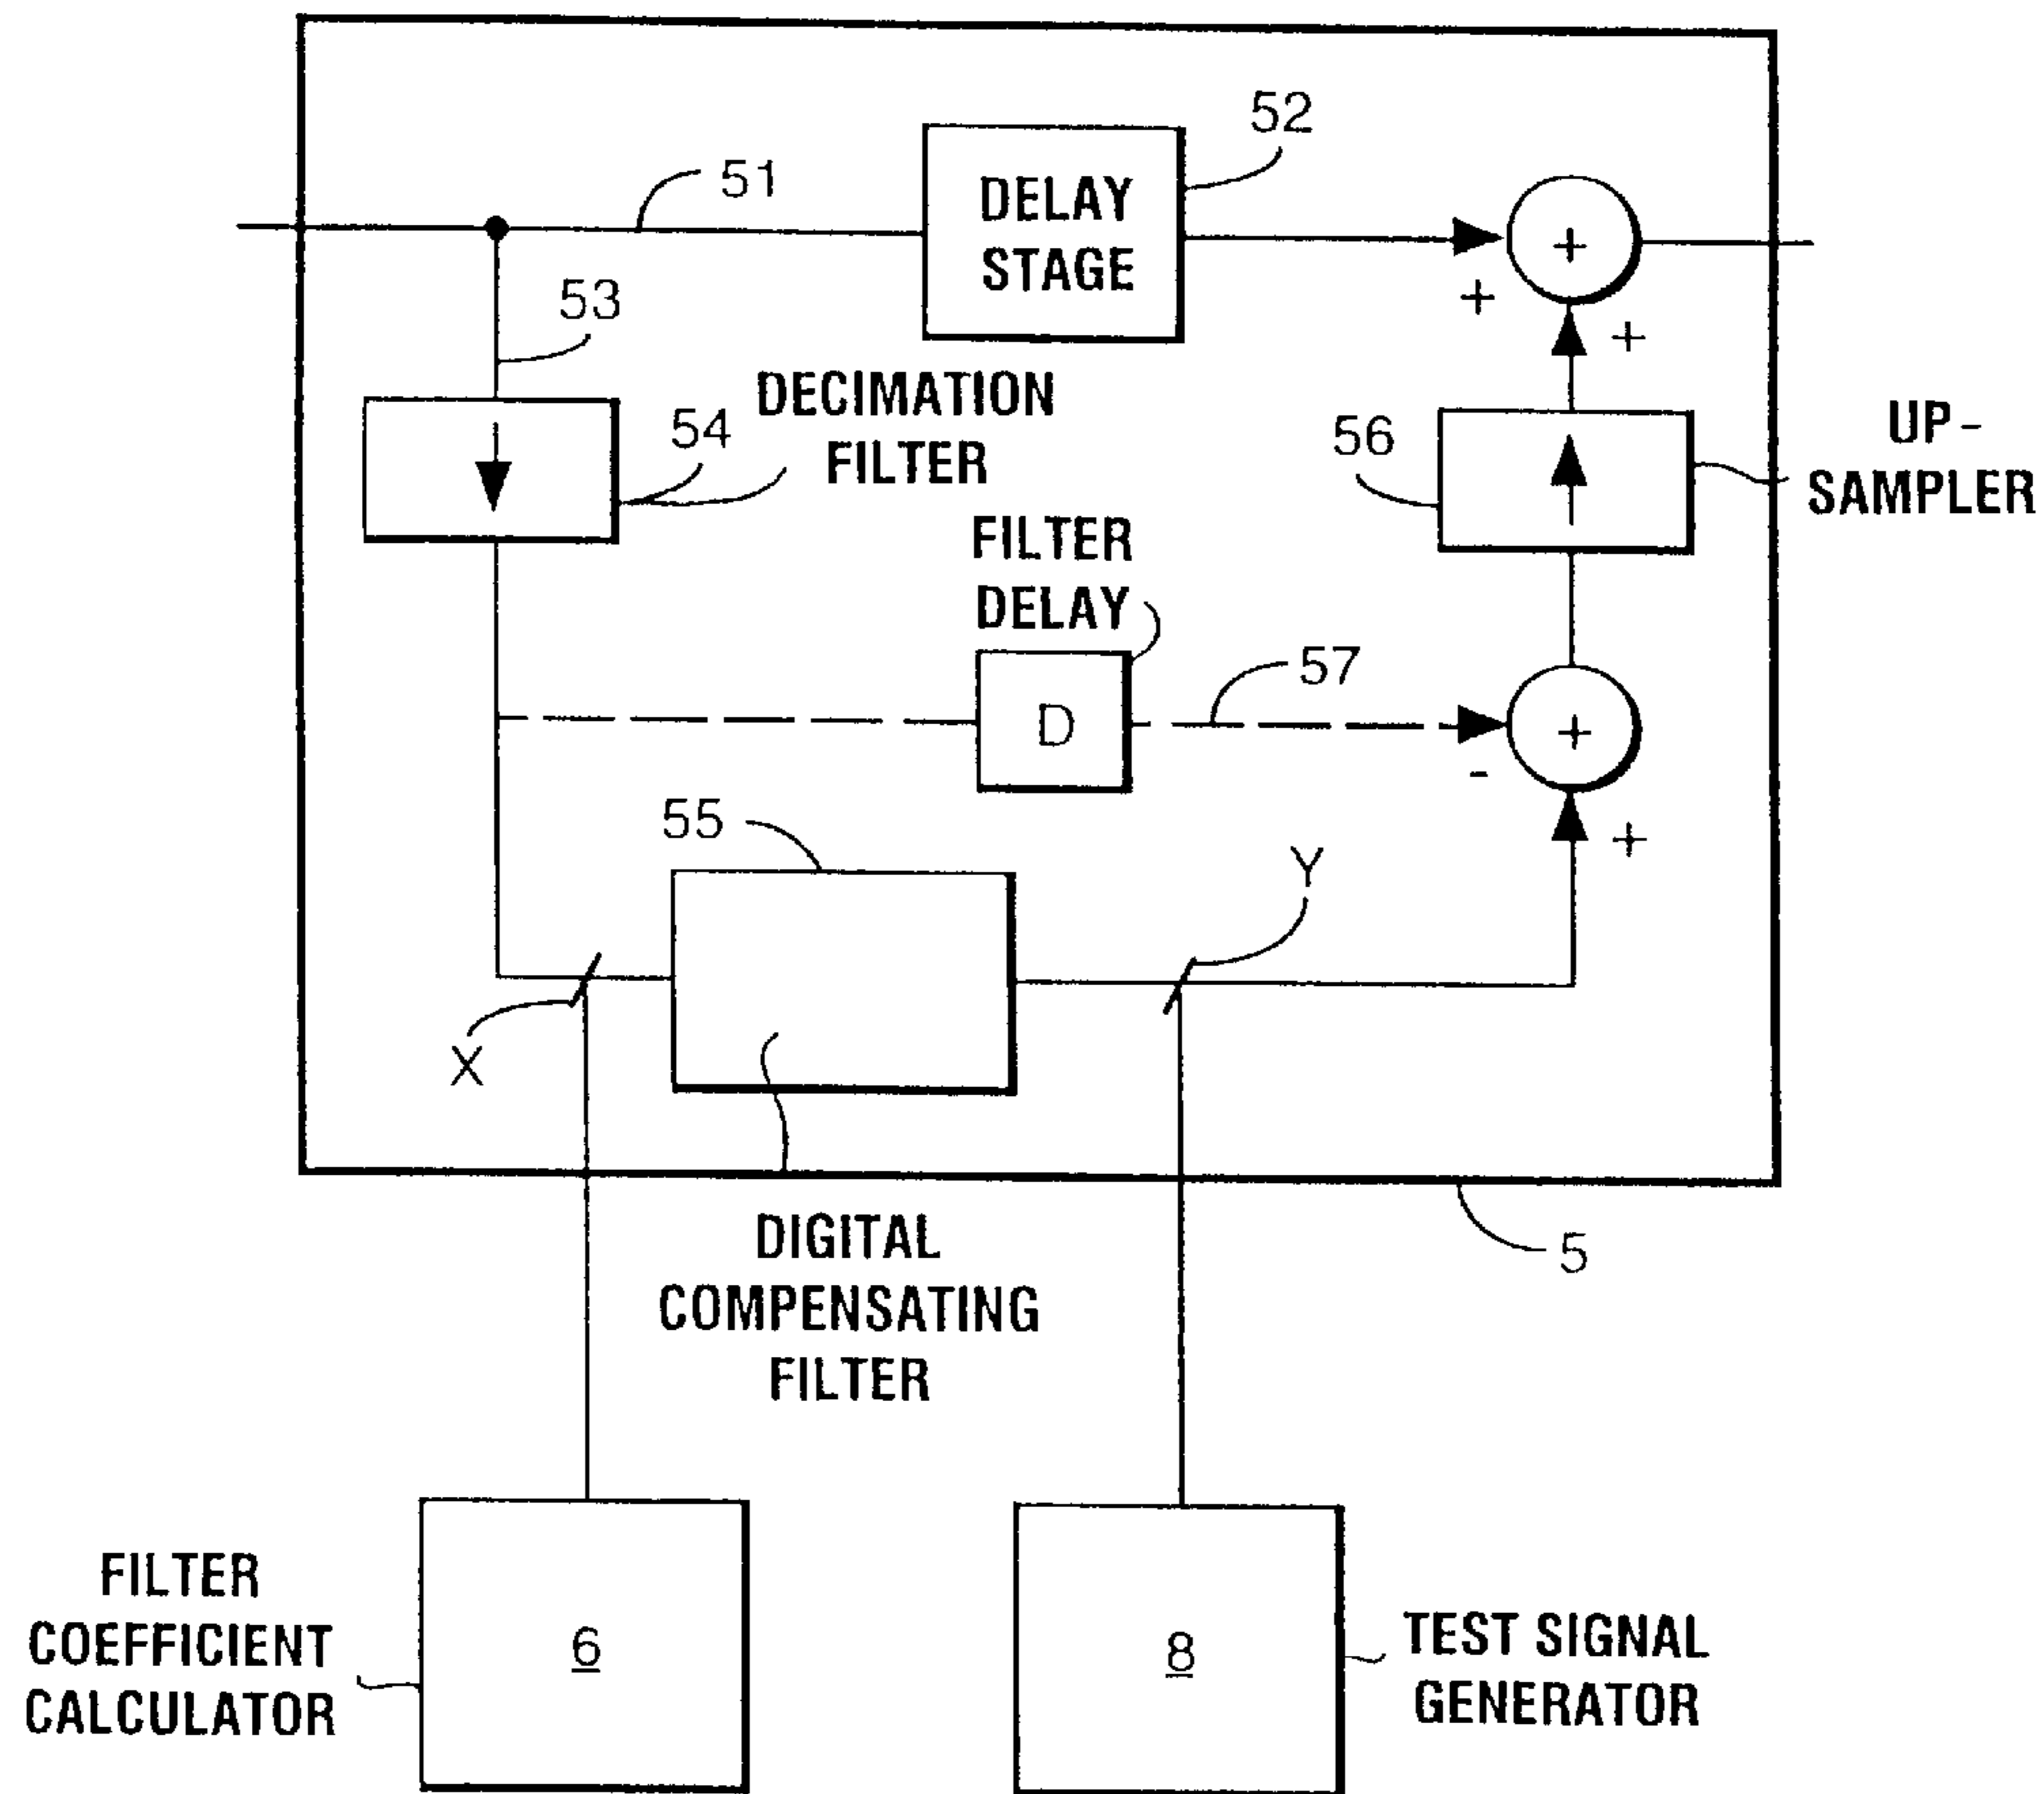 52
51
DELAY
STAGE
+
+
+
53
DECIMATION
FILTER
54
56
UP-
SAMPLER
FILTER
DELAY
57
D
+
-
+
55
Y
X
5
DIGITAL
COMPENSATING
FILTER
FILTER
COEFFICIENT
CALCULATOR
6
8
TEST SIGNAL
GENERATOR